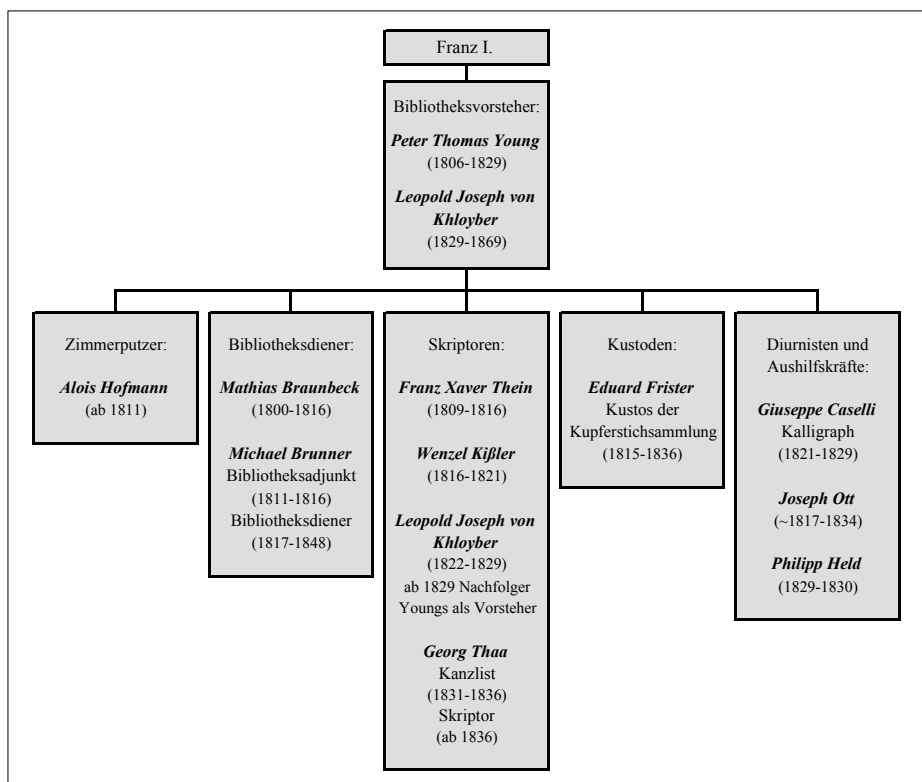 Franz I.
Bibliotheksvorsteher:
Peter Thomas Young
(1806-1829)
Leopold Joseph von
Khloyber
(1829-1869)
Zimmerputzer:
Alois Hofmann
(ab 1811)
Bibliotheksdiener:
Mathias Braunbeck
(1800-1816)
Michael Brunner
Bibliotheksadjunkt
(1811-1816)
Bibliotheksdiener
(1817-1848)
Skriptoren:
Franz Xaver Thein
(1809-1816)
Wenzel Kißler
(1816-1821)
Leopold Joseph von
Khloyber
(1822-1829)
ab 1829 Nachfolger
Youngs als Vorsteher
Georg Thaa
Kanzlist
(1831-1836)
Skriptor
(ab 1836)
Kustoden:
Eduard Frister
Kustos der
Kupferstichsammlung
(1815-1836)
Diurnisten und
Aushilfskräfte:
Giuseppe Caselli
Kalligraph
(1821-1829)
Joseph Ott
(~1817-1834)
Philipp Held
(1829-1830)